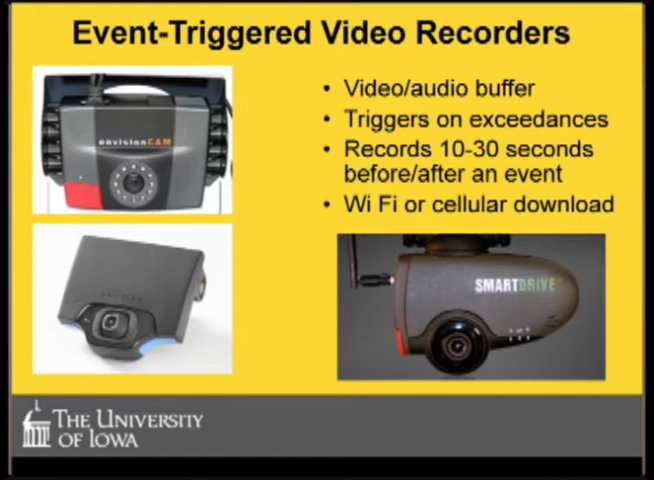 Event-Triggered Video Recorders
envisionCAM
• Video/audio buffer
• Triggers on exceedances
• Records 10-30 seconds
before/after an event
• Wi Fi or cellular download
SMARTDRIVE
THE UNIVERSITY
OF IOWA